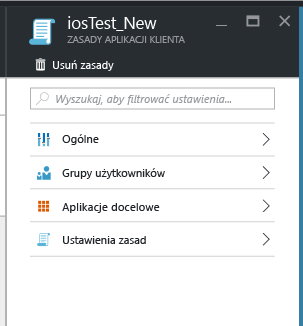 iosTest_New
ZASADY APLIKACJI KLIENTA
Usuń zasady
Wyszukaj, aby filtrować ustawienia...
Ogólne
Grupy użytkowników
Aplikacje docelowe
Ustawienia zasad